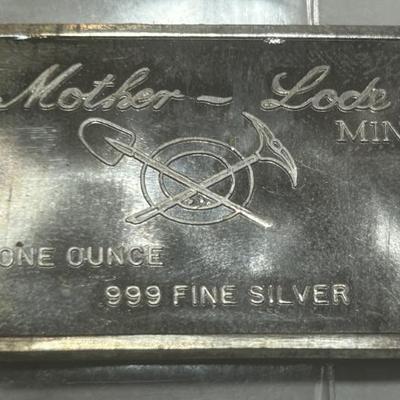 Mother - Lode
MIN
ONE OUNCE
999 FINE SILVER